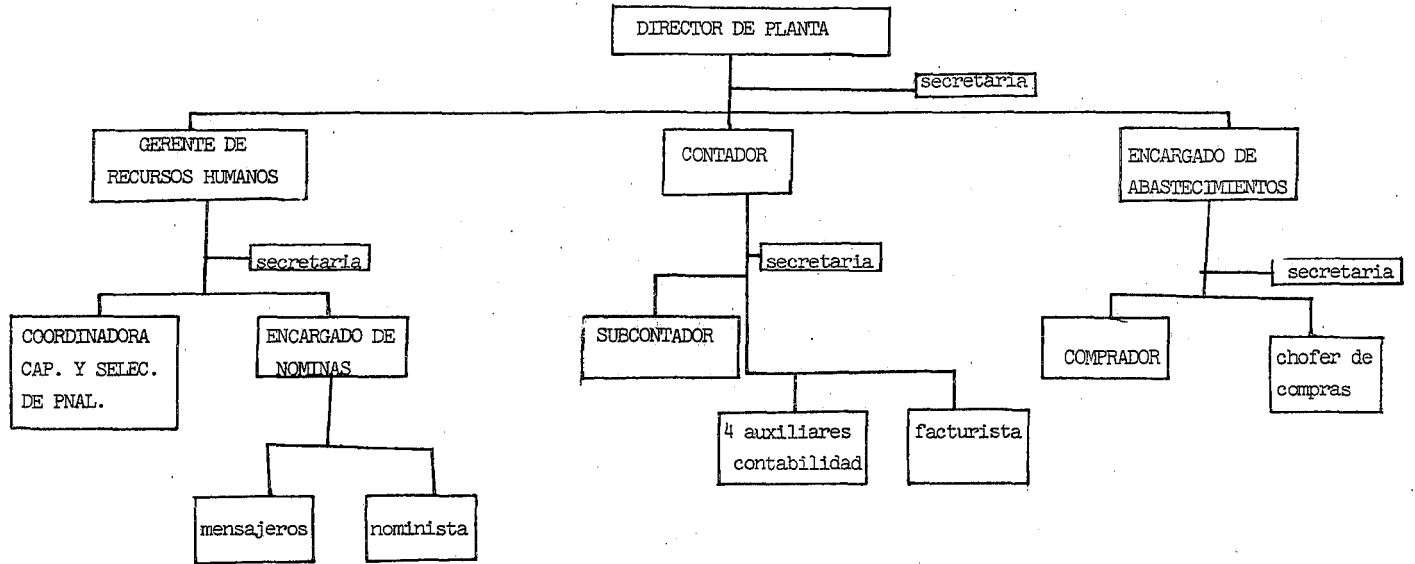 DIRECTOR DE PLANTA
secretaria
GERENTE DE
RECURSOS HUMANOS
CONTADOR
ENCARGADO DE
ABASTECIMIENTOS
secretaria
secretaria
secretaria
COORDINADORA
CAP. Y SELEC.
DE PNAL.
ENCARGADO DE
NOMINAS
SUBCONTADOR
COMPRADOR
chofer de
compras
4 auxiliares
contabilidad
facturista
mensajeros
nominista